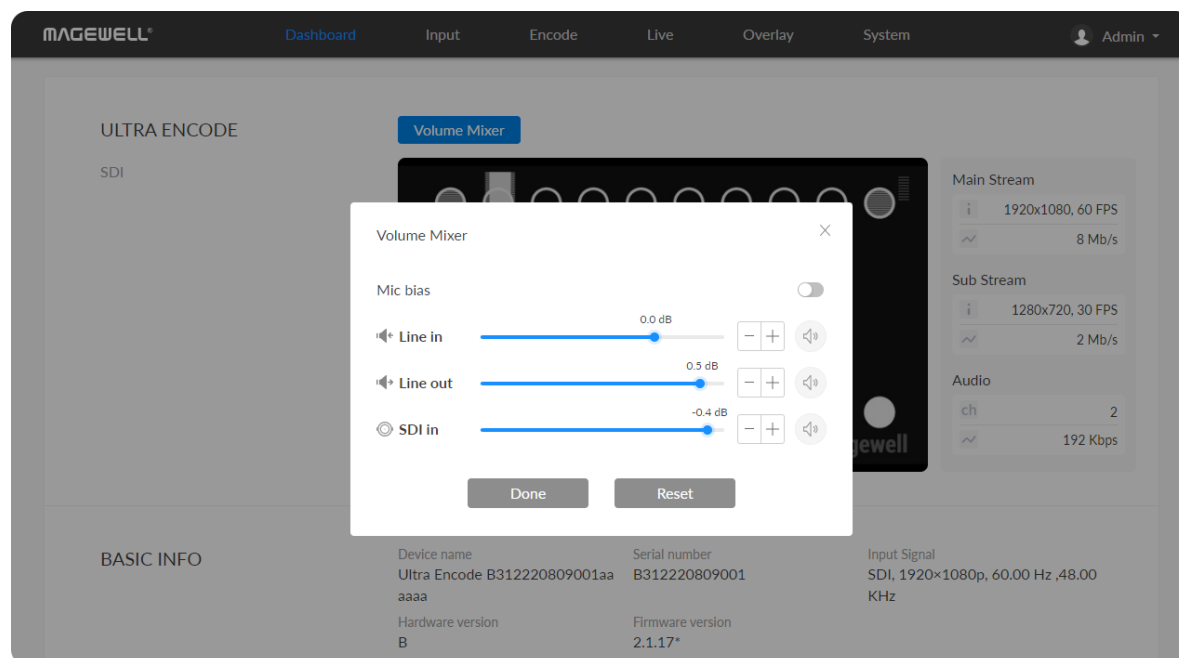 MAGEWELL®
Dashboard Input Encode Live Overlay System Admin
ULTRA ENCODE
SDI
Volume Mixer
Main Stream
i 1920x1080, 60 FPS
8 Mb/s
Sub Stream
i 1280x720, 30 FPS
2 Mb/s
Audio
ch 2
192 Kbps
gewell
Volume Mixer
Mic bias
Line in 0.0 dB
Line out 0.5 dB
SDI in -0.4 dB
Done Reset
BASIC INFO
Device name
Ultra Encode B312220809001aa
aaaa
Serial number
B312220809001
Input Signal
SDI, 1920×1080p, 60.00 Hz ,48.00
KHz
Hardware version
B
Firmware version
2.1.17*